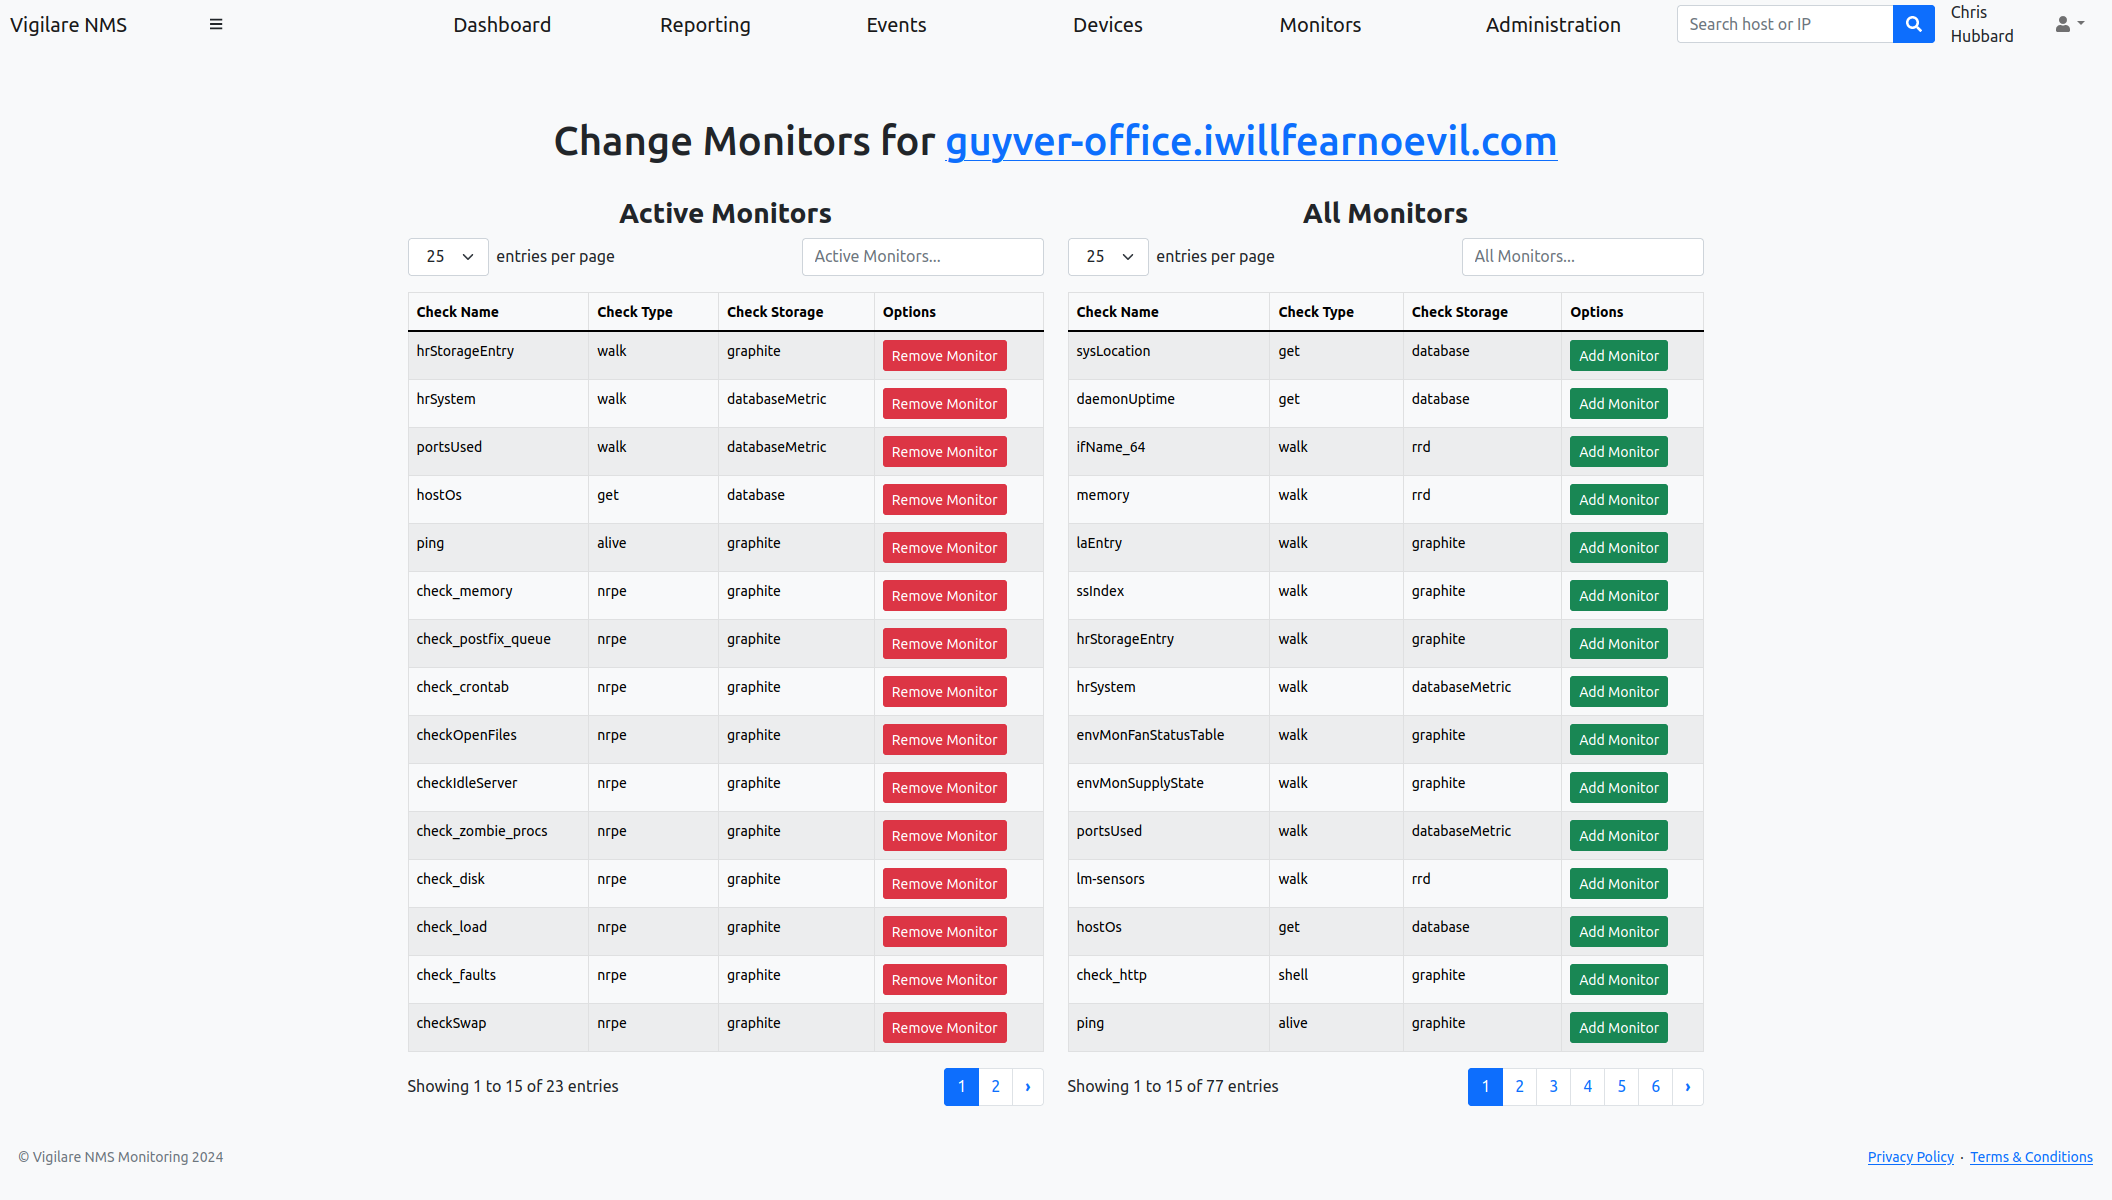 Vigilare NMS
Dashboard
Reporting
Events
Devices
Monitors
Administration
Search host or IP
Chris
Hubbard
Change Monitors for guyver-office.iwillfearnoevil.com
Active Monitors
25 entries per page
Active Monitors...
Check Name Check Type Check Storage Options
hrStorageEntry walk graphite Remove Monitor
hrSystem walk databaseMetric Remove Monitor
portsUsed walk databaseMetric Remove Monitor
hostOs get database Remove Monitor
ping alive graphite Remove Monitor
check_memory nrpe graphite Remove Monitor
check_postfix_queue nrpe graphite Remove Monitor
check_crontab nrpe graphite Remove Monitor
checkOpenFiles nrpe graphite Remove Monitor
checkIdleServer nrpe graphite Remove Monitor
check_zombie_procs nrpe graphite Remove Monitor
check_disk nrpe graphite Remove Monitor
check_load nrpe graphite Remove Monitor
check_faults nrpe graphite Remove Monitor
checkSwap nrpe graphite Remove Monitor
Showing 1 to 15 of 23 entries
1 2 ›
All Monitors
25 entries per page
All Monitors...
Check Name Check Type Check Storage Options
sysLocation get database Add Monitor
daemonUptime get database Add Monitor
ifName_64 walk rrd Add Monitor
memory walk rrd Add Monitor
laEntry walk graphite Add Monitor
ssIndex walk graphite Add Monitor
hrStorageEntry walk graphite Add Monitor
hrSystem walk databaseMetric Add Monitor
envMonFanStatusTable walk graphite Add Monitor
envMonSupplyState walk graphite Add Monitor
portsUsed walk databaseMetric Add Monitor
lm-sensors walk rrd Add Monitor
hostOs get database Add Monitor
check_http shell graphite Add Monitor
ping alive graphite Add Monitor
Showing 1 to 15 of 77 entries
1 2 3 4 5 6 ›
© Vigilare NMS Monitoring 2024
Privacy Policy · Terms & Conditions